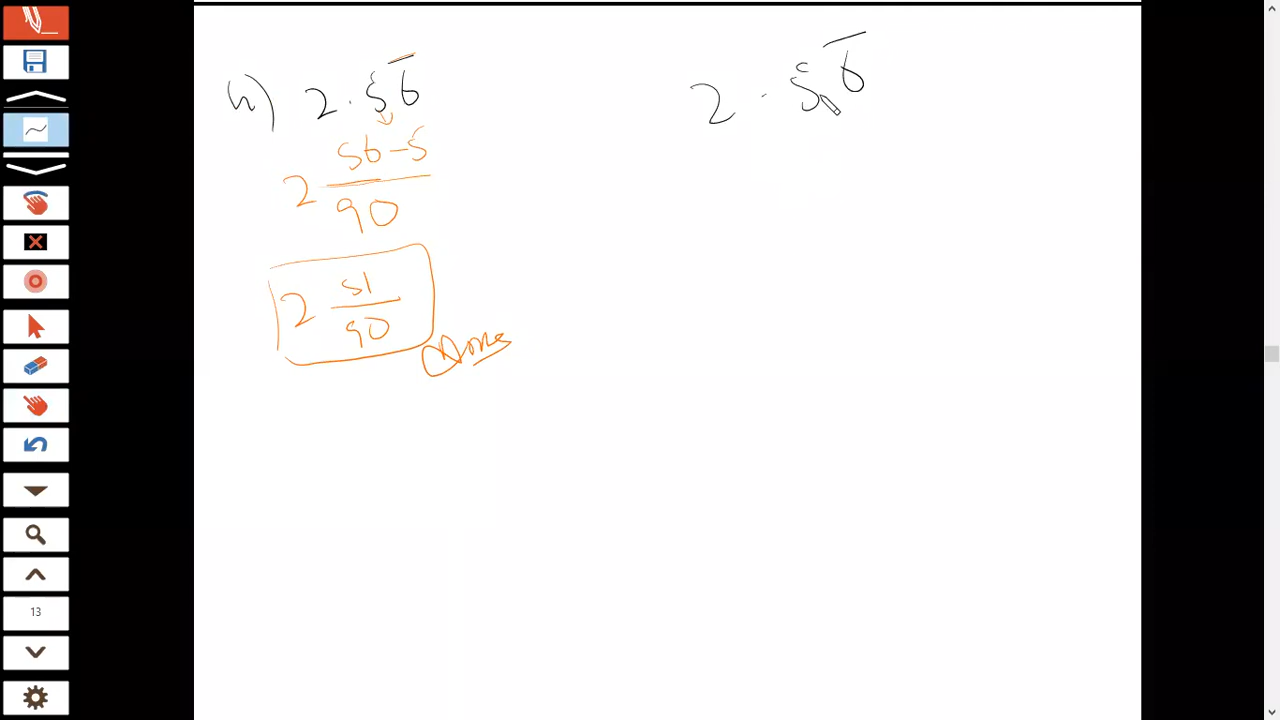 h) 2.56̅
2 56-5/90
2 51/90
Ans
2.56̅
13